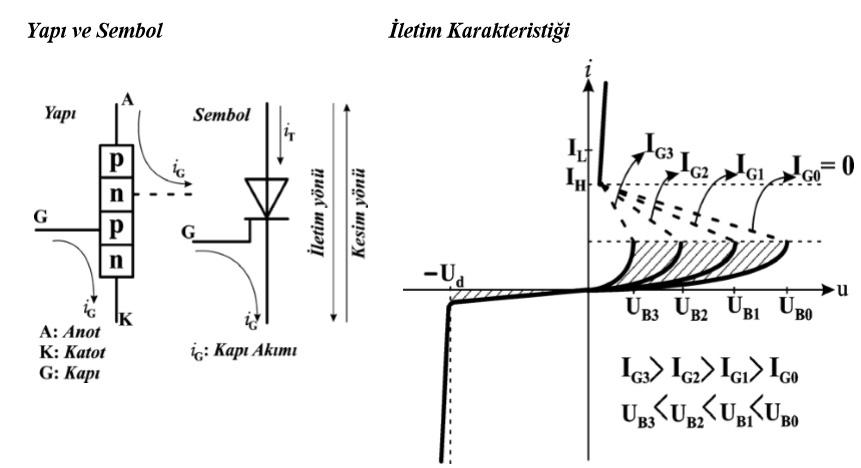 Yapı ve Sembol
İletim Karakteristiği
Yapı
A
p
n
p
n
G
i_G
i_G
K
A: Anot
K: Katot
G: Kapı
Sembol
i_T
G
i_G
i_G: Kapı Akımı
İletim yönü
Kesim yönü
i
I_L
I_H
I_G3
I_G2
I_G1
I_G0 = 0
-U_d
u
U_B3
U_B2
U_B1
U_B0
I_G3> I_G2> I_G1> I_G0
U_B3<U_B2<U_B1<U_B0